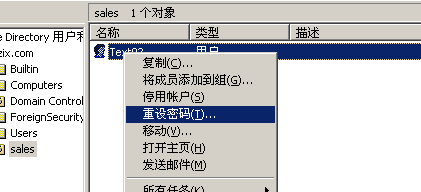 sales 1 个对象
e Directory 用户和
zix.com
Builtin
Computers
Domain Control
ForeignSecurity
Users
sales
名称 类型 描述
用户
复制(C)...
将成员添加到组(G)...
停用帐户(S)
重设密码(T)...
移动(V)...
打开主页(H)
发送邮件(M)
所有任务(K)